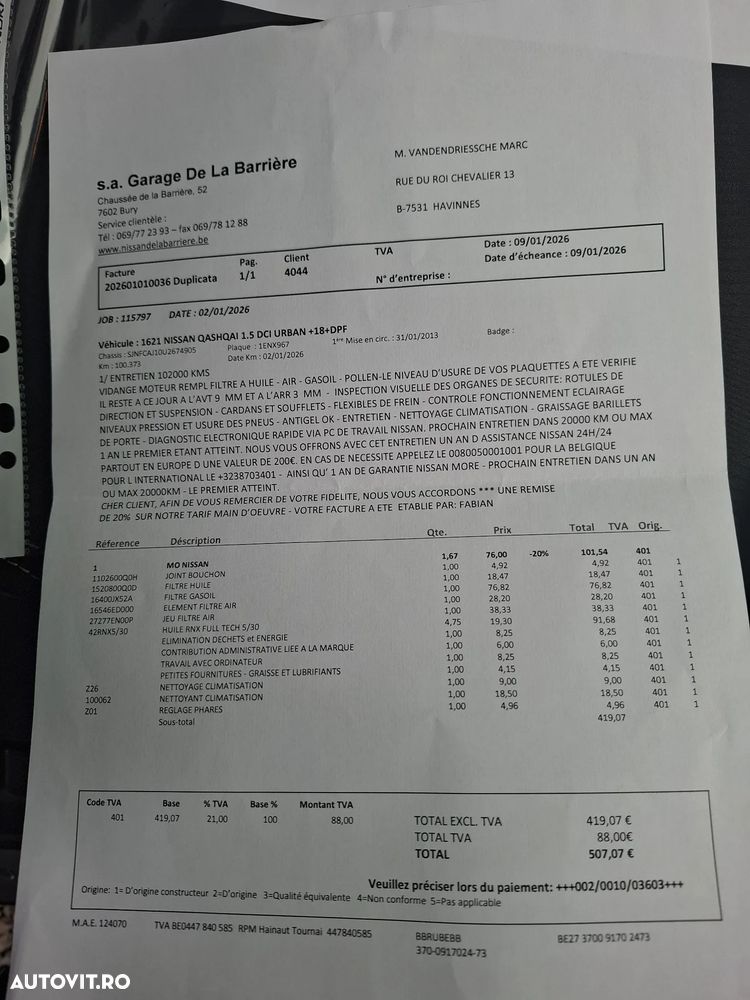 s.a. Garage De La Barrière
Chaussée de la Barrière, 52
7602 Bury
Service clientèle :
Tél : 069/77 23 93 – fax 069/78 12 88
www.nissandelabarriere.be
M. VANDENDRIESSCHE MARC
RUE DU ROI CHEVALIER 13
B-7531 HAVINNES
Facture Pag. Client TVA Date : 09/01/2026
202601010036 Duplicata 1/1 4044 N° d'entreprise : Date d'écheance : 09/01/2026
JOB : 115797 DATE : 02/01/2026
Véhicule : 1621 NISSAN QASHQAI 1.5 DCI URBAN +18+DPF
Chassis : SJNFCAJ10U2674905 Plaque : 1ENX967 1ère Mise en circ. : 31/01/2013 Badge :
Km : 100.373 Date Km : 02/01/2026
1/ ENTRETIEN 102000 KMS
VIDANGE MOTEUR REMPL FILTRE A HUILE - AIR - GASOIL - POLLEN-LE NIVEAU D'USURE DE VOS PLAQUETTES A ETE VERIFIE
IL RESTE A CE JOUR A L'AVT 9 MM ET A L'ARR 3 MM - INSPECTION VISUELLE DES ORGANES DE SECURITE: ROTULES DE
DIRECTION ET SUSPENSION - CARDANS ET SOUFFLETS - FLEXIBLES DE FREIN - CONTROLE FONCTIONNEMENT ECLAIRAGE
NIVEAUX PRESSION ET USURE DES PNEUS - ANTIGEL OK - ENTRETIEN - NETTOYAGE CLIMATISATION - GRAISSAGE BARILLETS
DE PORTE - DIAGNOSTIC ELECTRONIQUE RAPIDE VIA PC DE TRAVAIL NISSAN. PROCHAIN ENTRETIEN DANS 20000 KM OU MAX
1 AN LE PREMIER ETANT ATTEINT. NOUS VOUS OFFRONS AVEC CET ENTRETIEN UN AN D ASSISTANCE NISSAN 24H/24
PARTOUT EN EUROPE D UNE VALEUR DE 200€. EN CAS DE NECESSITE APPELEZ LE 0080050001001 POUR LA BELGIQUE
POUR L INTERNATIONAL LE +3238703401 - AINSI QU' 1 AN DE GARANTIE NISSAN MORE - PROCHAIN ENTRETIEN DANS UN AN
OU MAX 20000KM - LE PREMIER ATTEINT.
CHER CLIENT, AFIN DE VOUS REMERCIER DE VOTRE FIDELITE, NOUS VOUS ACCORDONS *** UNE REMISE
DE 20% SUR NOTRE TARIF MAIN D'OEUVRE - VOTRE FACTURE A ETE ETABLIE PAR: FABIAN
Réference Déscription Qte. Prix Total TVA Orig.
1 MO NISSAN 1,67 76,00 -20% 101,54 401
1102600Q0H JOINT BOUCHON 1,00 4,92 4,92 401 1
1520800Q0D FILTRE HUILE 1,00 18,47 18,47 401 1
16400JX52A FILTRE GASOIL 1,00 76,82 76,82 401 1
16546ED000 ELEMENT FILTRE AIR 1,00 28,20 28,20 401 1
27277EN00P JEU FILTRE AIR 1,00 38,33 38,33 401 1
42RNX5/30 HUILE RNX FULL TECH 5/30 4,75 19,30 91,68 401 1
ELIMINATION DECHETS et ENERGIE 1,00 8,25 8,25 401 1
CONTRIBUTION ADMINISTRATIVE LIEE A LA MARQUE 1,00 6,00 6,00 401 1
TRAVAIL AVEC ORDINATEUR 1,00 8,25 8,25 401 1
PETITES FOURNITURES - GRAISSE ET LUBRIFIANTS 1,00 4,15 4,15 401 1
Z26 NETTOYAGE CLIMATISATION 1,00 9,00 9,00 401 1
100062 NETTOYANT CLIMATISATION 1,00 18,50 18,50 401 1
Z01 REGLAGE PHARES 1,00 4,96 4,96 401 1
Sous-total 419,07
Code TVA Base % TVA Base % Montant TVA
401 419,07 21,00 100 88,00
TOTAL EXCL. TVA 419,07 €
TOTAL TVA 88,00€
TOTAL 507,07 €
Veuillez préciser lors du paiement: +++002/0010/03603+++
Origine: 1= D'origine constructeur 2=D'origine 3=Qualité équivalente 4=Non conforme 5=Pas applicable
M.A.E. 124070 TVA BE0447 840 585 RPM Hainaut Tournai 447840585 BBRUBEBB BE27 3700 9170 2473
370-0917024-73
AUTOVIT.RO